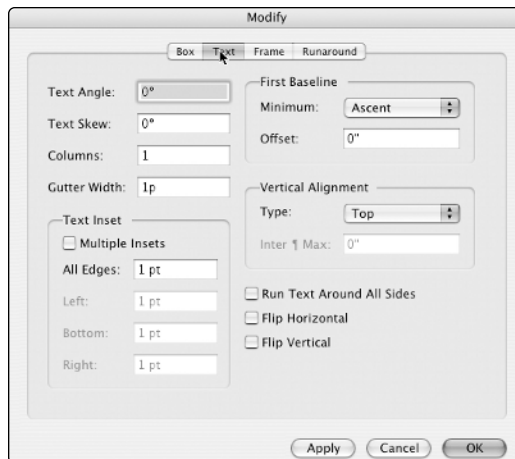 Modify
Box Text Frame Runaround
Text Angle: 0°
Text Skew: 0°
Columns: 1
Gutter Width: 1p
Text Inset
Multiple Insets
All Edges: 1 pt
Left: 1 pt
Bottom: 1 pt
Right: 1 pt
First Baseline
Minimum: Ascent
Offset: 0"
Vertical Alignment
Type: Top
Inter ¶ Max: 0"
Run Text Around All Sides
Flip Horizontal
Flip Vertical
Apply Cancel OK